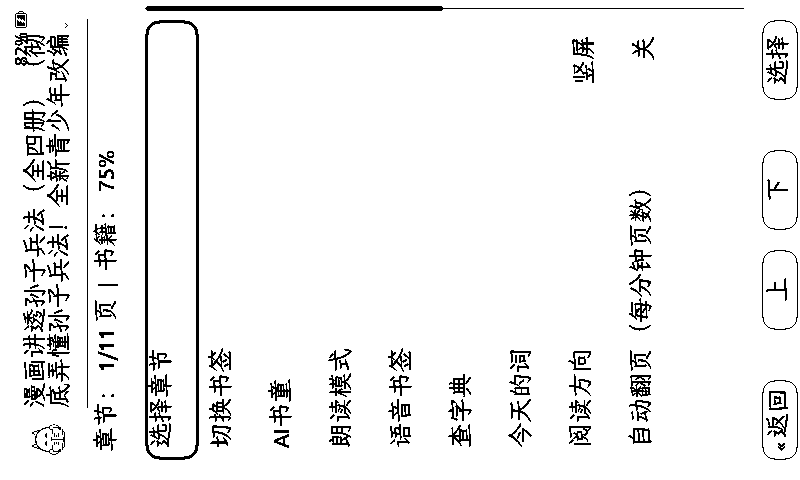 82%
漫画讲透孙子兵法（全四册）（彻
底弄懂孙子兵法！全新青少年改编、
章节： 1/11 页 | 书籍： 75%
选择章节
切换书签
AI书童
朗读模式
语音书签
查字典
今天的词
阅读方向 竖屏
自动翻页（每分钟页数） 关
« 返回 上 下 选择